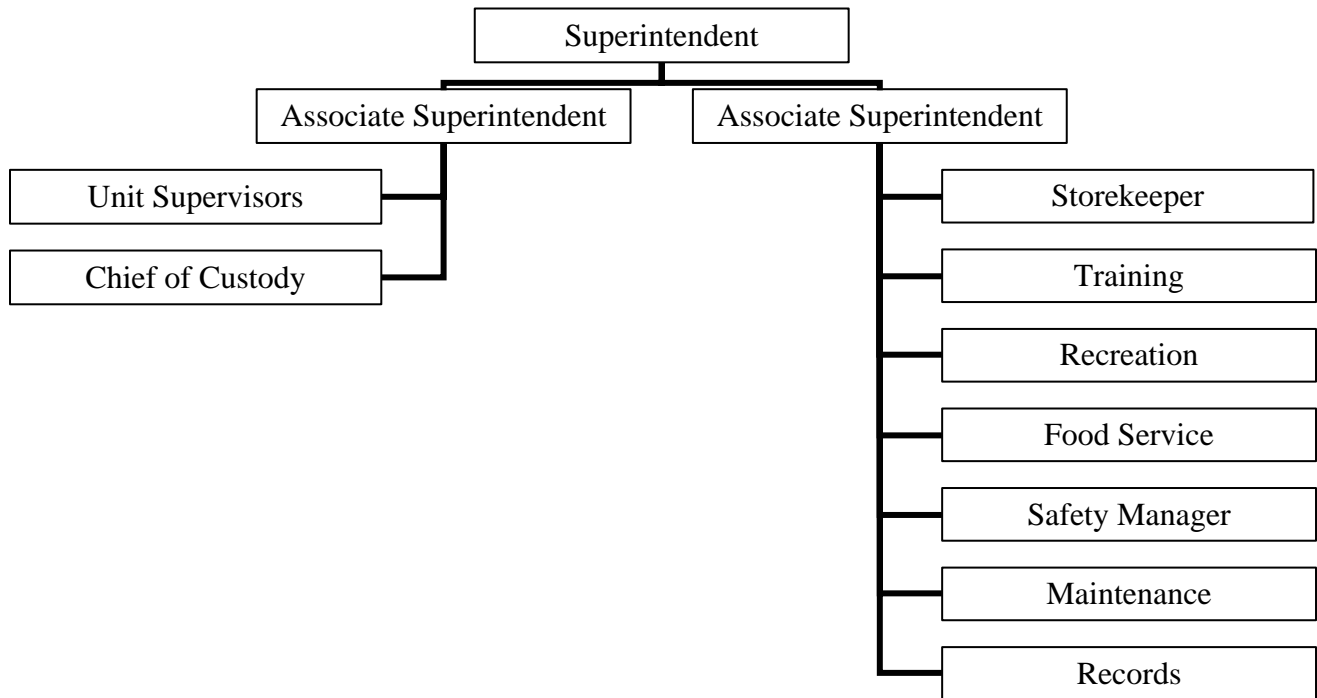 Superintendent
Associate Superintendent
Associate Superintendent
Unit Supervisors
Chief of Custody
Storekeeper
Training
Recreation
Food Service
Safety Manager
Maintenance
Records